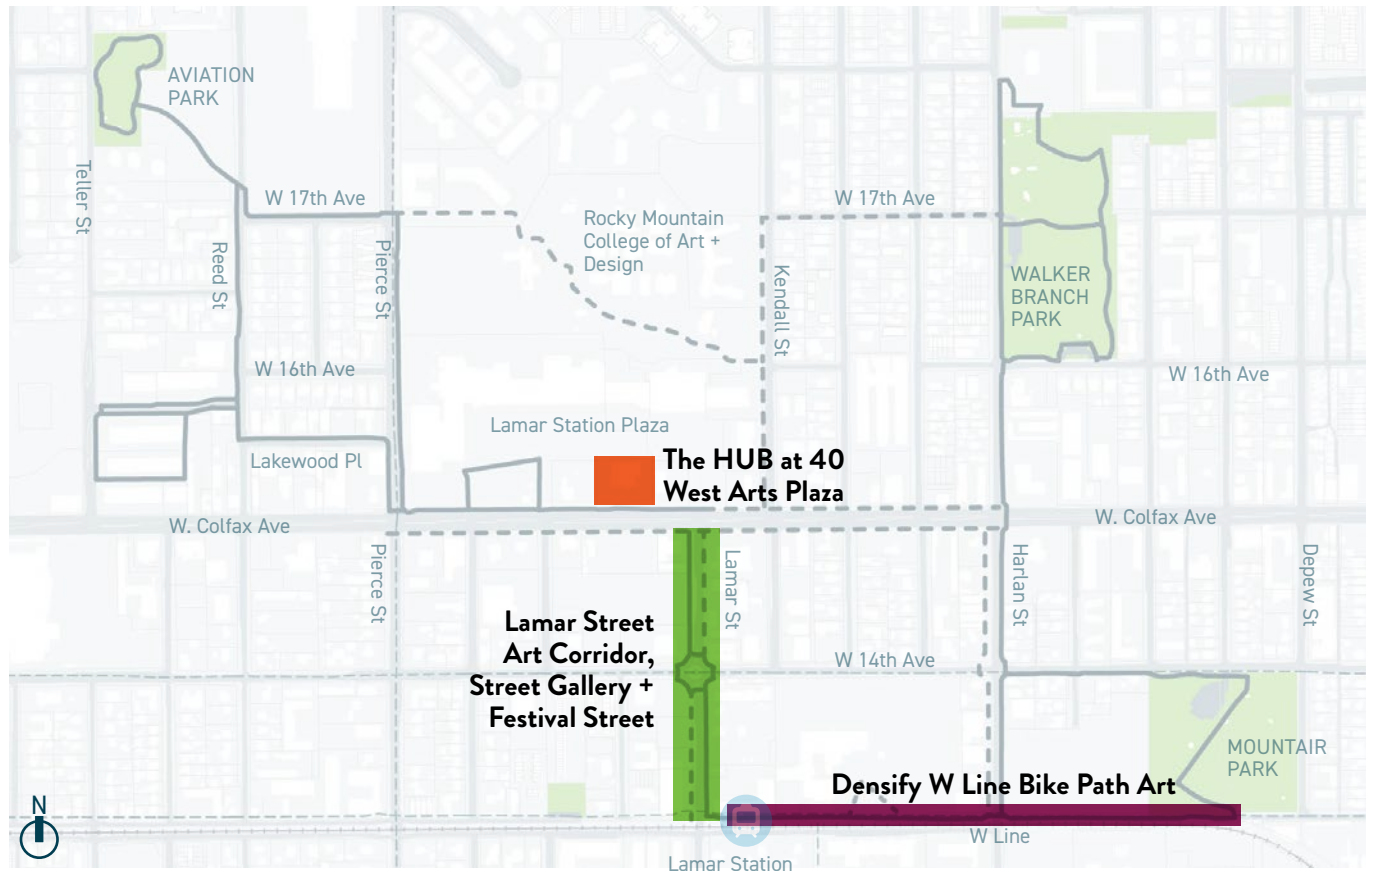 AVIATION
PARK
Teller St
W 17th Ave
Reed St
Pierce St
Rocky Mountain
College of Art +
Design
W 17th Ave
Kendall St
WALKER
BRANCH
PARK
W 16th Ave
W 16th Ave
Lamar Station Plaza
Lakewood Pl
The HUB at 40
West Arts Plaza
W. Colfax Ave
W. Colfax Ave
Pierce St
Lamar St
Harlan St
Depew St
Lamar Street
Art Corridor,
Street Gallery +
Festival Street
W 14th Ave
MOUNTAIR
PARK
Densify W Line Bike Path Art
N
W Line
Lamar Station